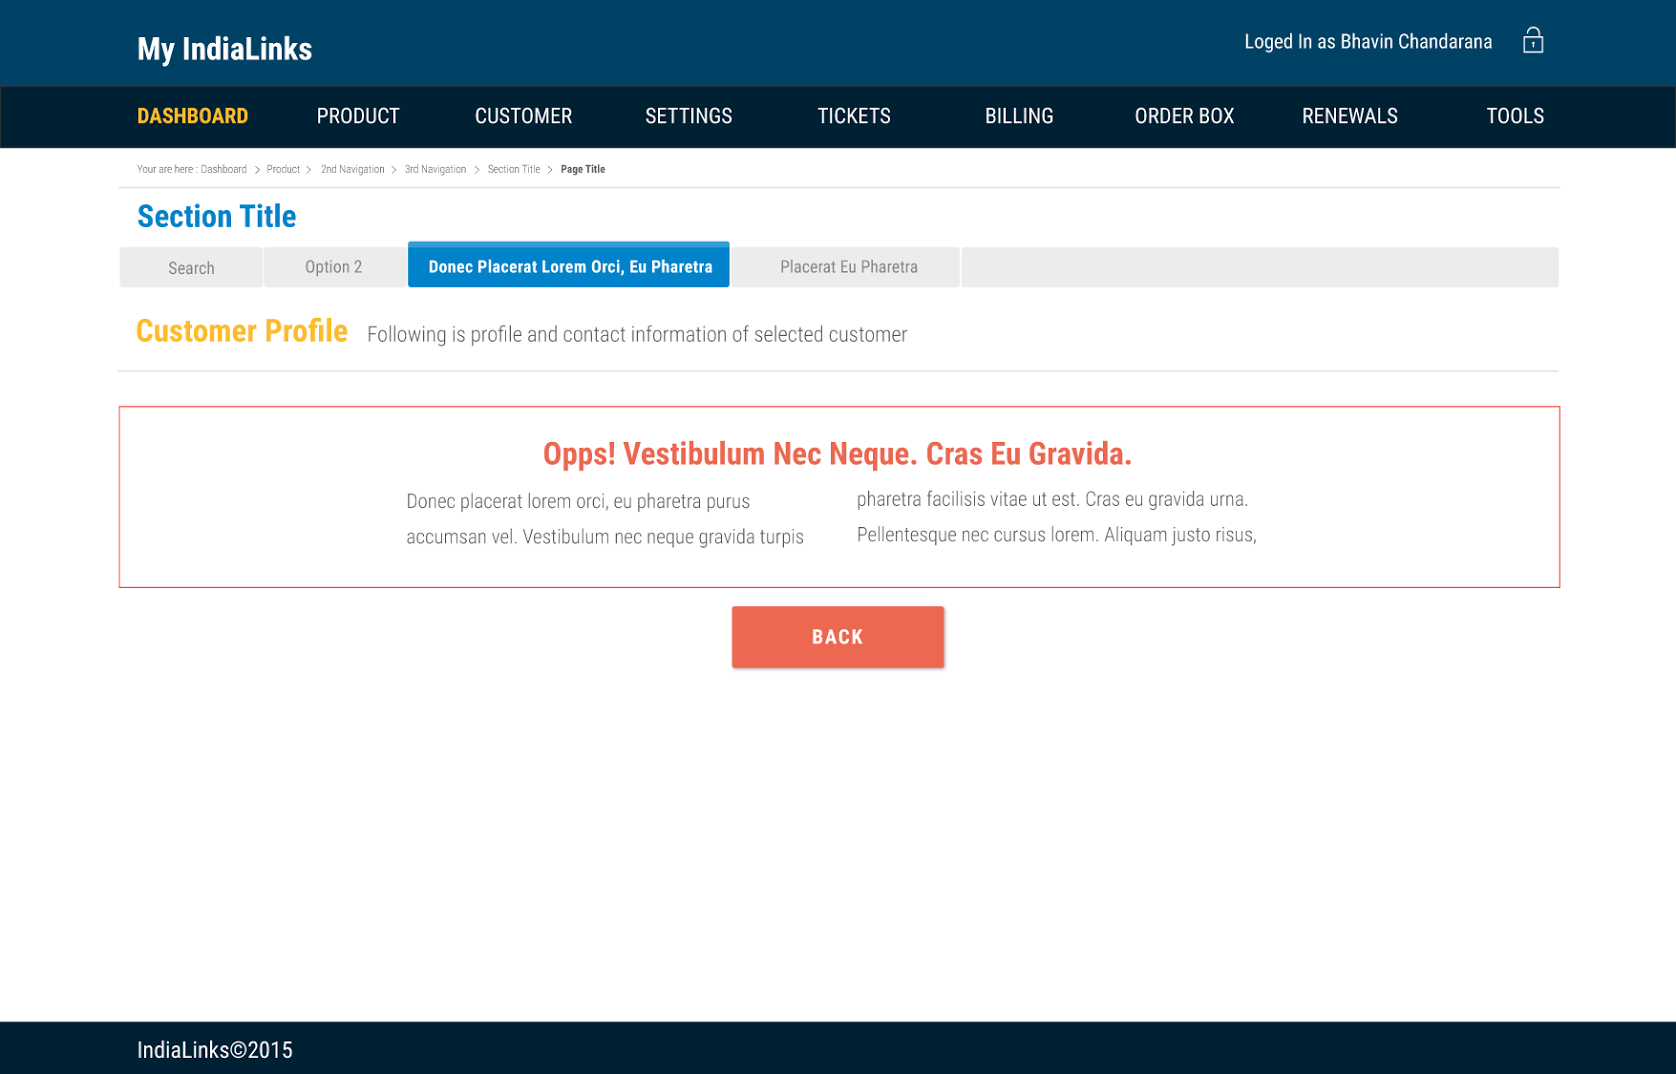 My IndiaLinks
Loged In as Bhavin Chandarana
DASHBOARD PRODUCT CUSTOMER SETTINGS TICKETS BILLING ORDER BOX RENEWALS TOOLS
Your are here : Dashboard > Product > 2nd Navigation > 3rd Navigation > Section Title > Page Title
Section Title
Search Option 2 Donec Placerat Lorem Orci, Eu Pharetra Placerat Eu Pharetra
Customer Profile Following is profile and contact information of selected customer
Opps! Vestibulum Nec Neque. Cras Eu Gravida.
Donec placerat lorem orci, eu pharetra purus
accumsan vel. Vestibulum nec neque gravida turpis
pharetra facilisis vitae ut est. Cras eu gravida urna.
Pellentesque nec cursus lorem. Aliquam justo risus,
BACK
IndiaLinks©2015